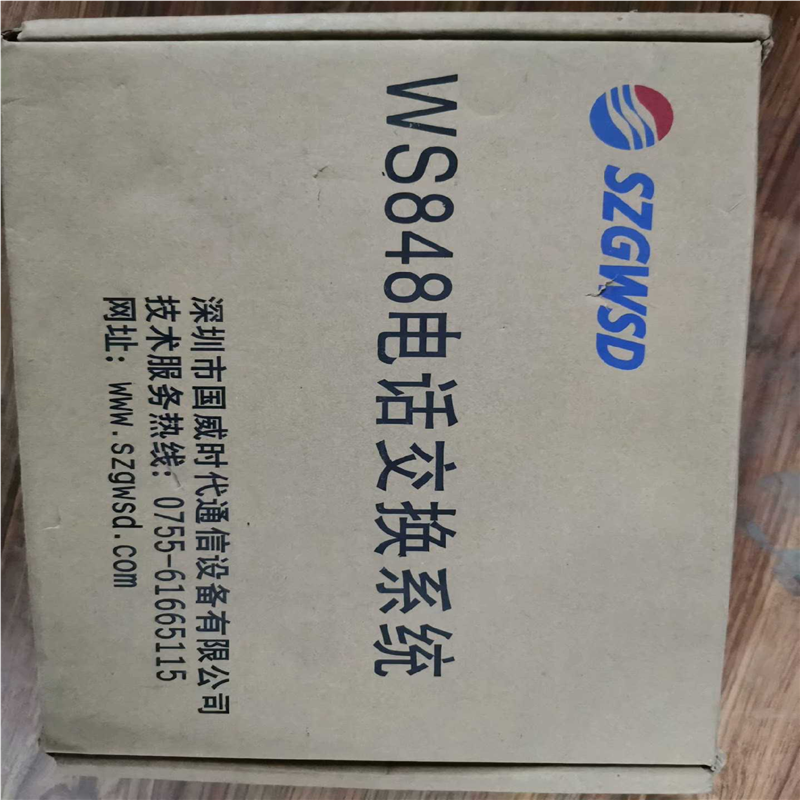 SZGWSD
WS848电话交换系统
深圳市国威时代通信设备有限公司
技术服务热线：0755-61665115
网址：www.szgwsd.com